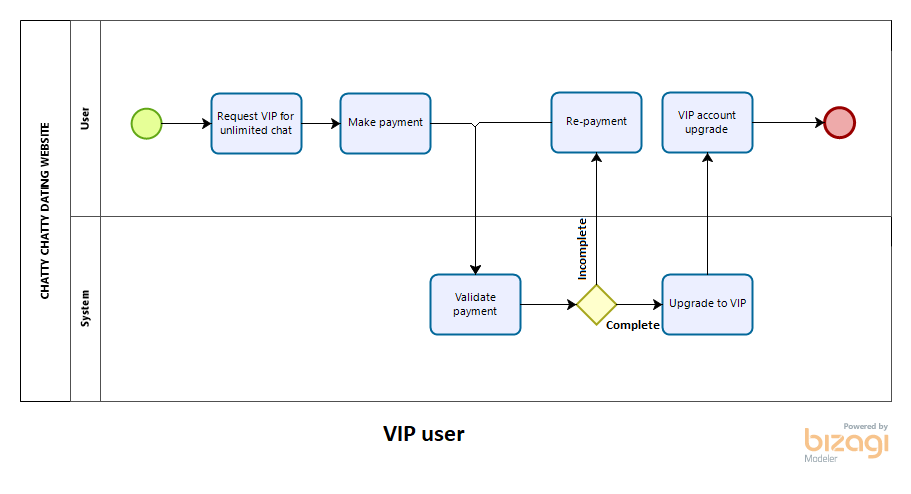 CHATTY CHATTY DATING WEBSITE
User
Request VIP for
unlimited chat
Make payment
Re-payment
VIP account
upgrade
System
Validate
payment
Incomplete
Complete
Upgrade to VIP
VIP user
Powered by
bizagi
Modeler